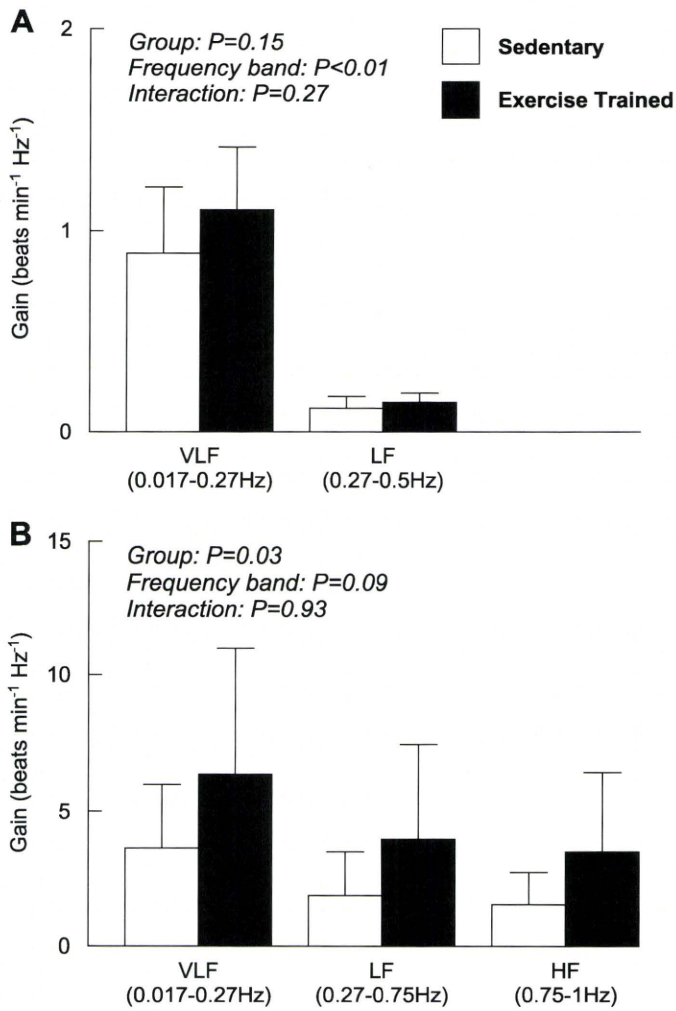 A
2
Group: P=0.15
Frequency band: P<0.01
Interaction: P=0.27
Sedentary
Exercise Trained
Gain (beats min⁻¹ Hz⁻¹)
1
0
VLF
LF
(0.017-0.27Hz)
(0.27-0.5Hz)
B
15
Group: P=0.03
Frequency band: P=0.09
Interaction: P=0.93
Gain (beats min⁻¹ Hz⁻¹)
10
5
0
VLF
LF
HF
(0.017-0.27Hz)
(0.27-0.75Hz)
(0.75-1Hz)